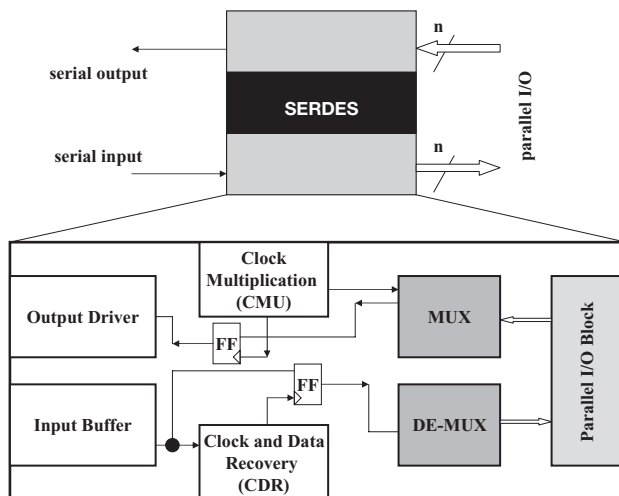 n
serial output
SERDES
parallel I/O
serial input
n
Clock
Multiplication
(CMU)
Output Driver
FF
MUX
Parallel I/O Block
FF
Input Buffer
Clock and Data
Recovery
(CDR)
DE-MUX